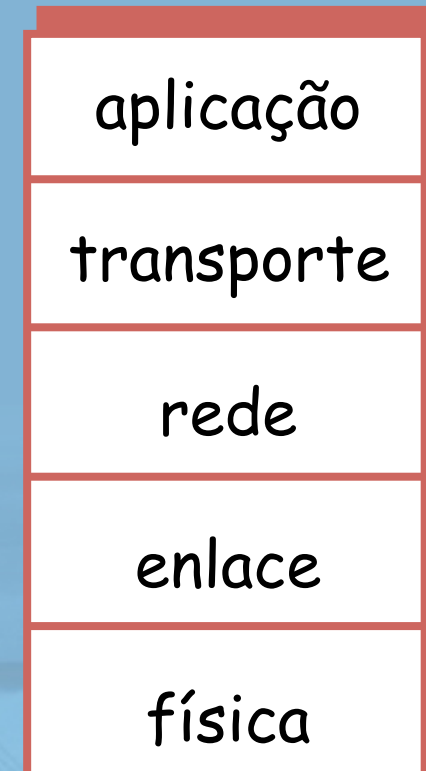 aplicação
transporte
rede
enlace
física